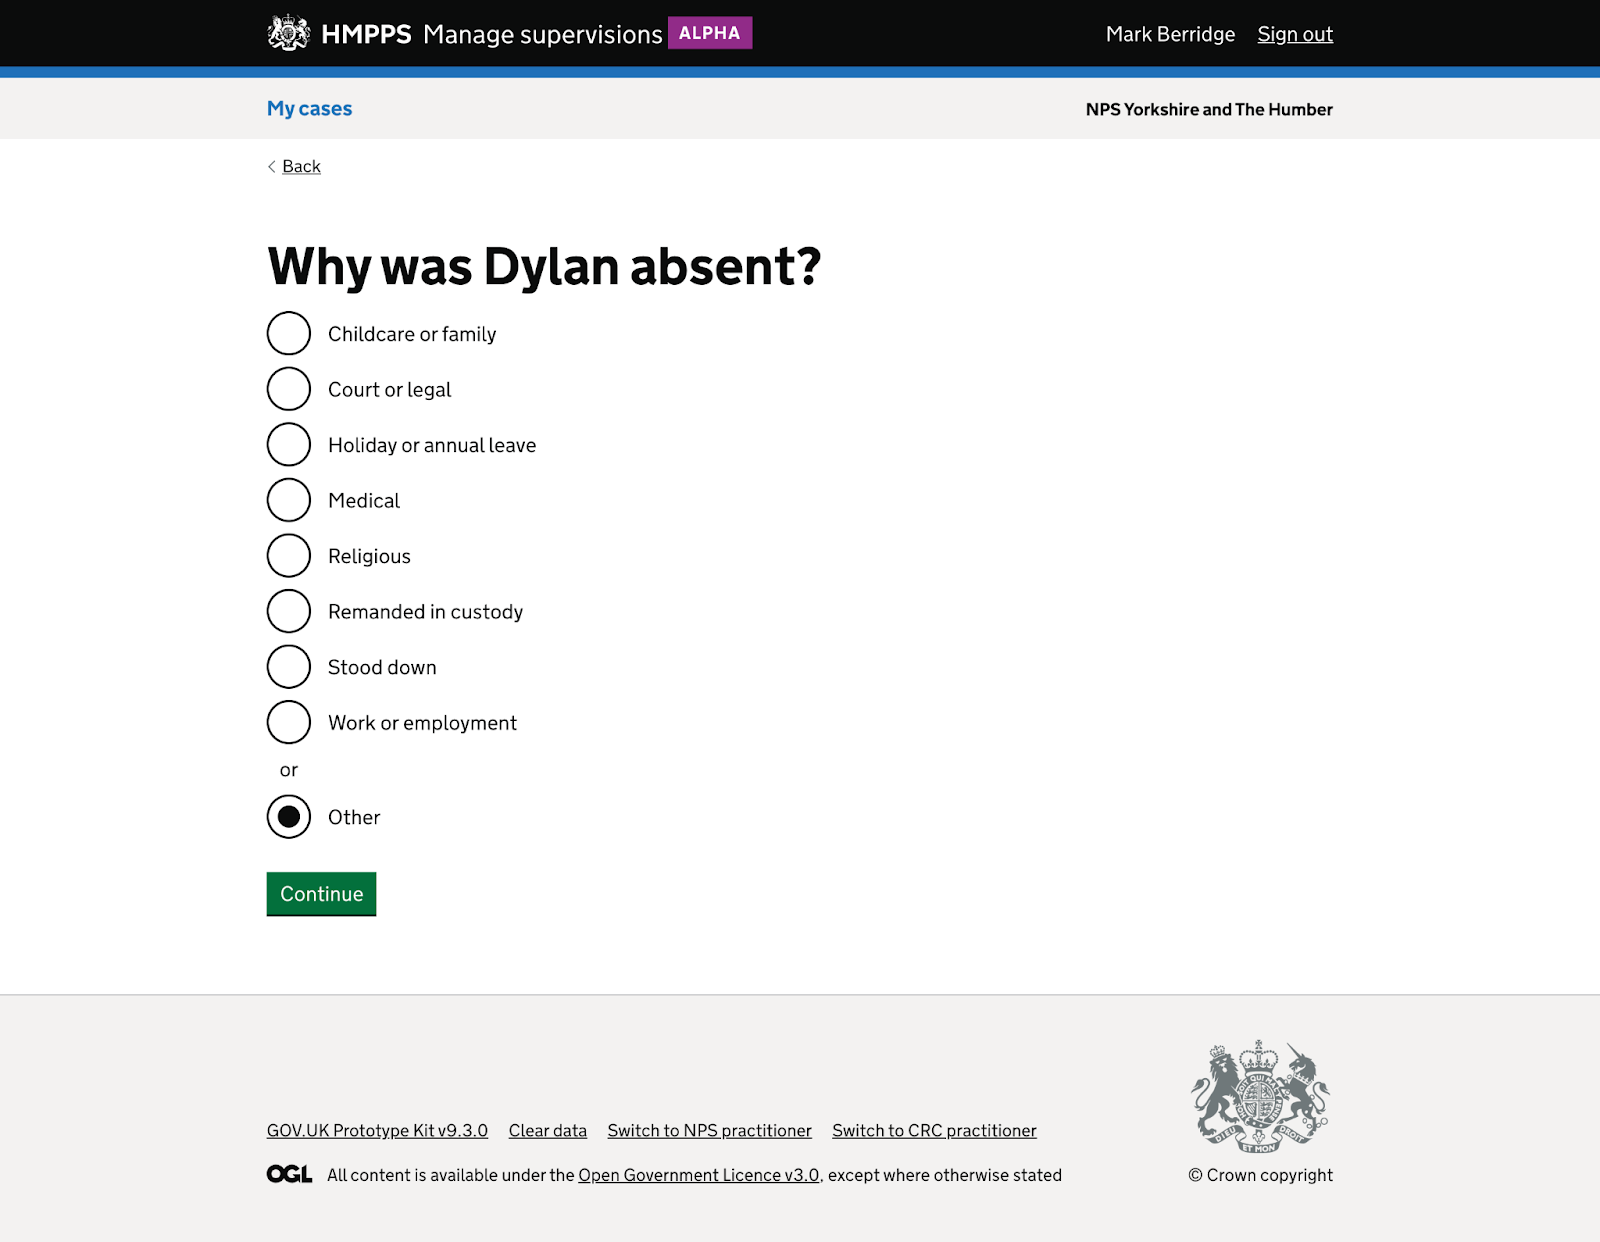 HMPPS Manage supervisions ALPHA
Mark Berridge Sign out
My cases
NPS Yorkshire and The Humber
Back
Why was Dylan absent?
Childcare or family
Court or legal
Holiday or annual leave
Medical
Religious
Remanded in custody
Stood down
Work or employment
or
Other
Continue
GOV.UK Prototype Kit v9.3.0 Clear data Switch to NPS practitioner Switch to CRC practitioner
OGL All content is available under the Open Government Licence v3.0, except where otherwise stated
DIEU ET MON DROIT
© Crown copyright